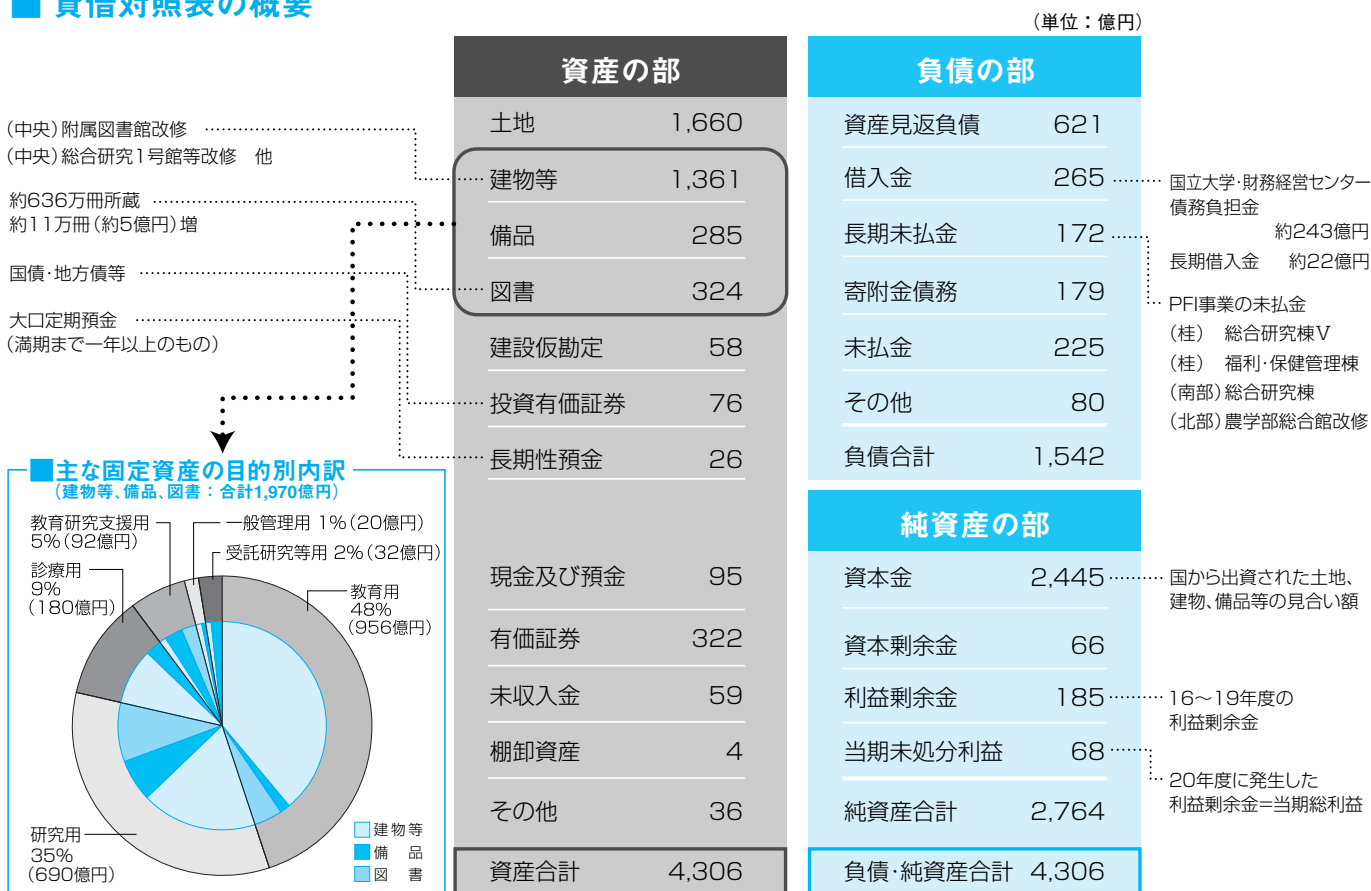 ■ 貸借対照表の概要
(単位：億円)
(中央)附属図書館改修
(中央)総合研究1号館等改修　他
約636万冊所蔵
約11万冊(約5億円)増
国債・地方債等
大口定期預金
(満期まで一年以上のもの)
資産の部
土地 1,660
建物等 1,361
備品 285
図書 324
建設仮勘定 58
投資有価証券 76
長期性預金 26
現金及び預金 95
有価証券 322
未収入金 59
棚卸資産 4
その他 36
資産合計 4,306
負債の部
資産見返負債 621
借入金 265
長期未払金 172
寄附金債務 179
未払金 225
その他 80
負債合計 1,542
国立大学・財務経営センター
債務負担金
約243億円
長期借入金　約22億円
PFI事業の未払金
(桂)　総合研究棟Ⅴ
(桂)　福利・保健管理棟
(南部)総合研究棟
(北部)農学部総合館改修
純資産の部
資本金 2,445
資本剰余金 66
利益剰余金 185
当期未処分利益 68
純資産合計 2,764
負債・純資産合計 4,306
国から出資された土地、
建物、備品等の見合い額
16〜19年度の
利益剰余金
20年度に発生した
利益剰余金=当期総利益
■主な固定資産の目的別内訳
(建物等、備品、図書：合計1,970億円)
教育研究支援用
5%(92億円)
一般管理用 1%(20億円)
受託研究等用 2%(32億円)
診療用
9%
(180億円)
教育用
48%
(956億円)
研究用
35%
(690億円)
建物等
備　品
図　書